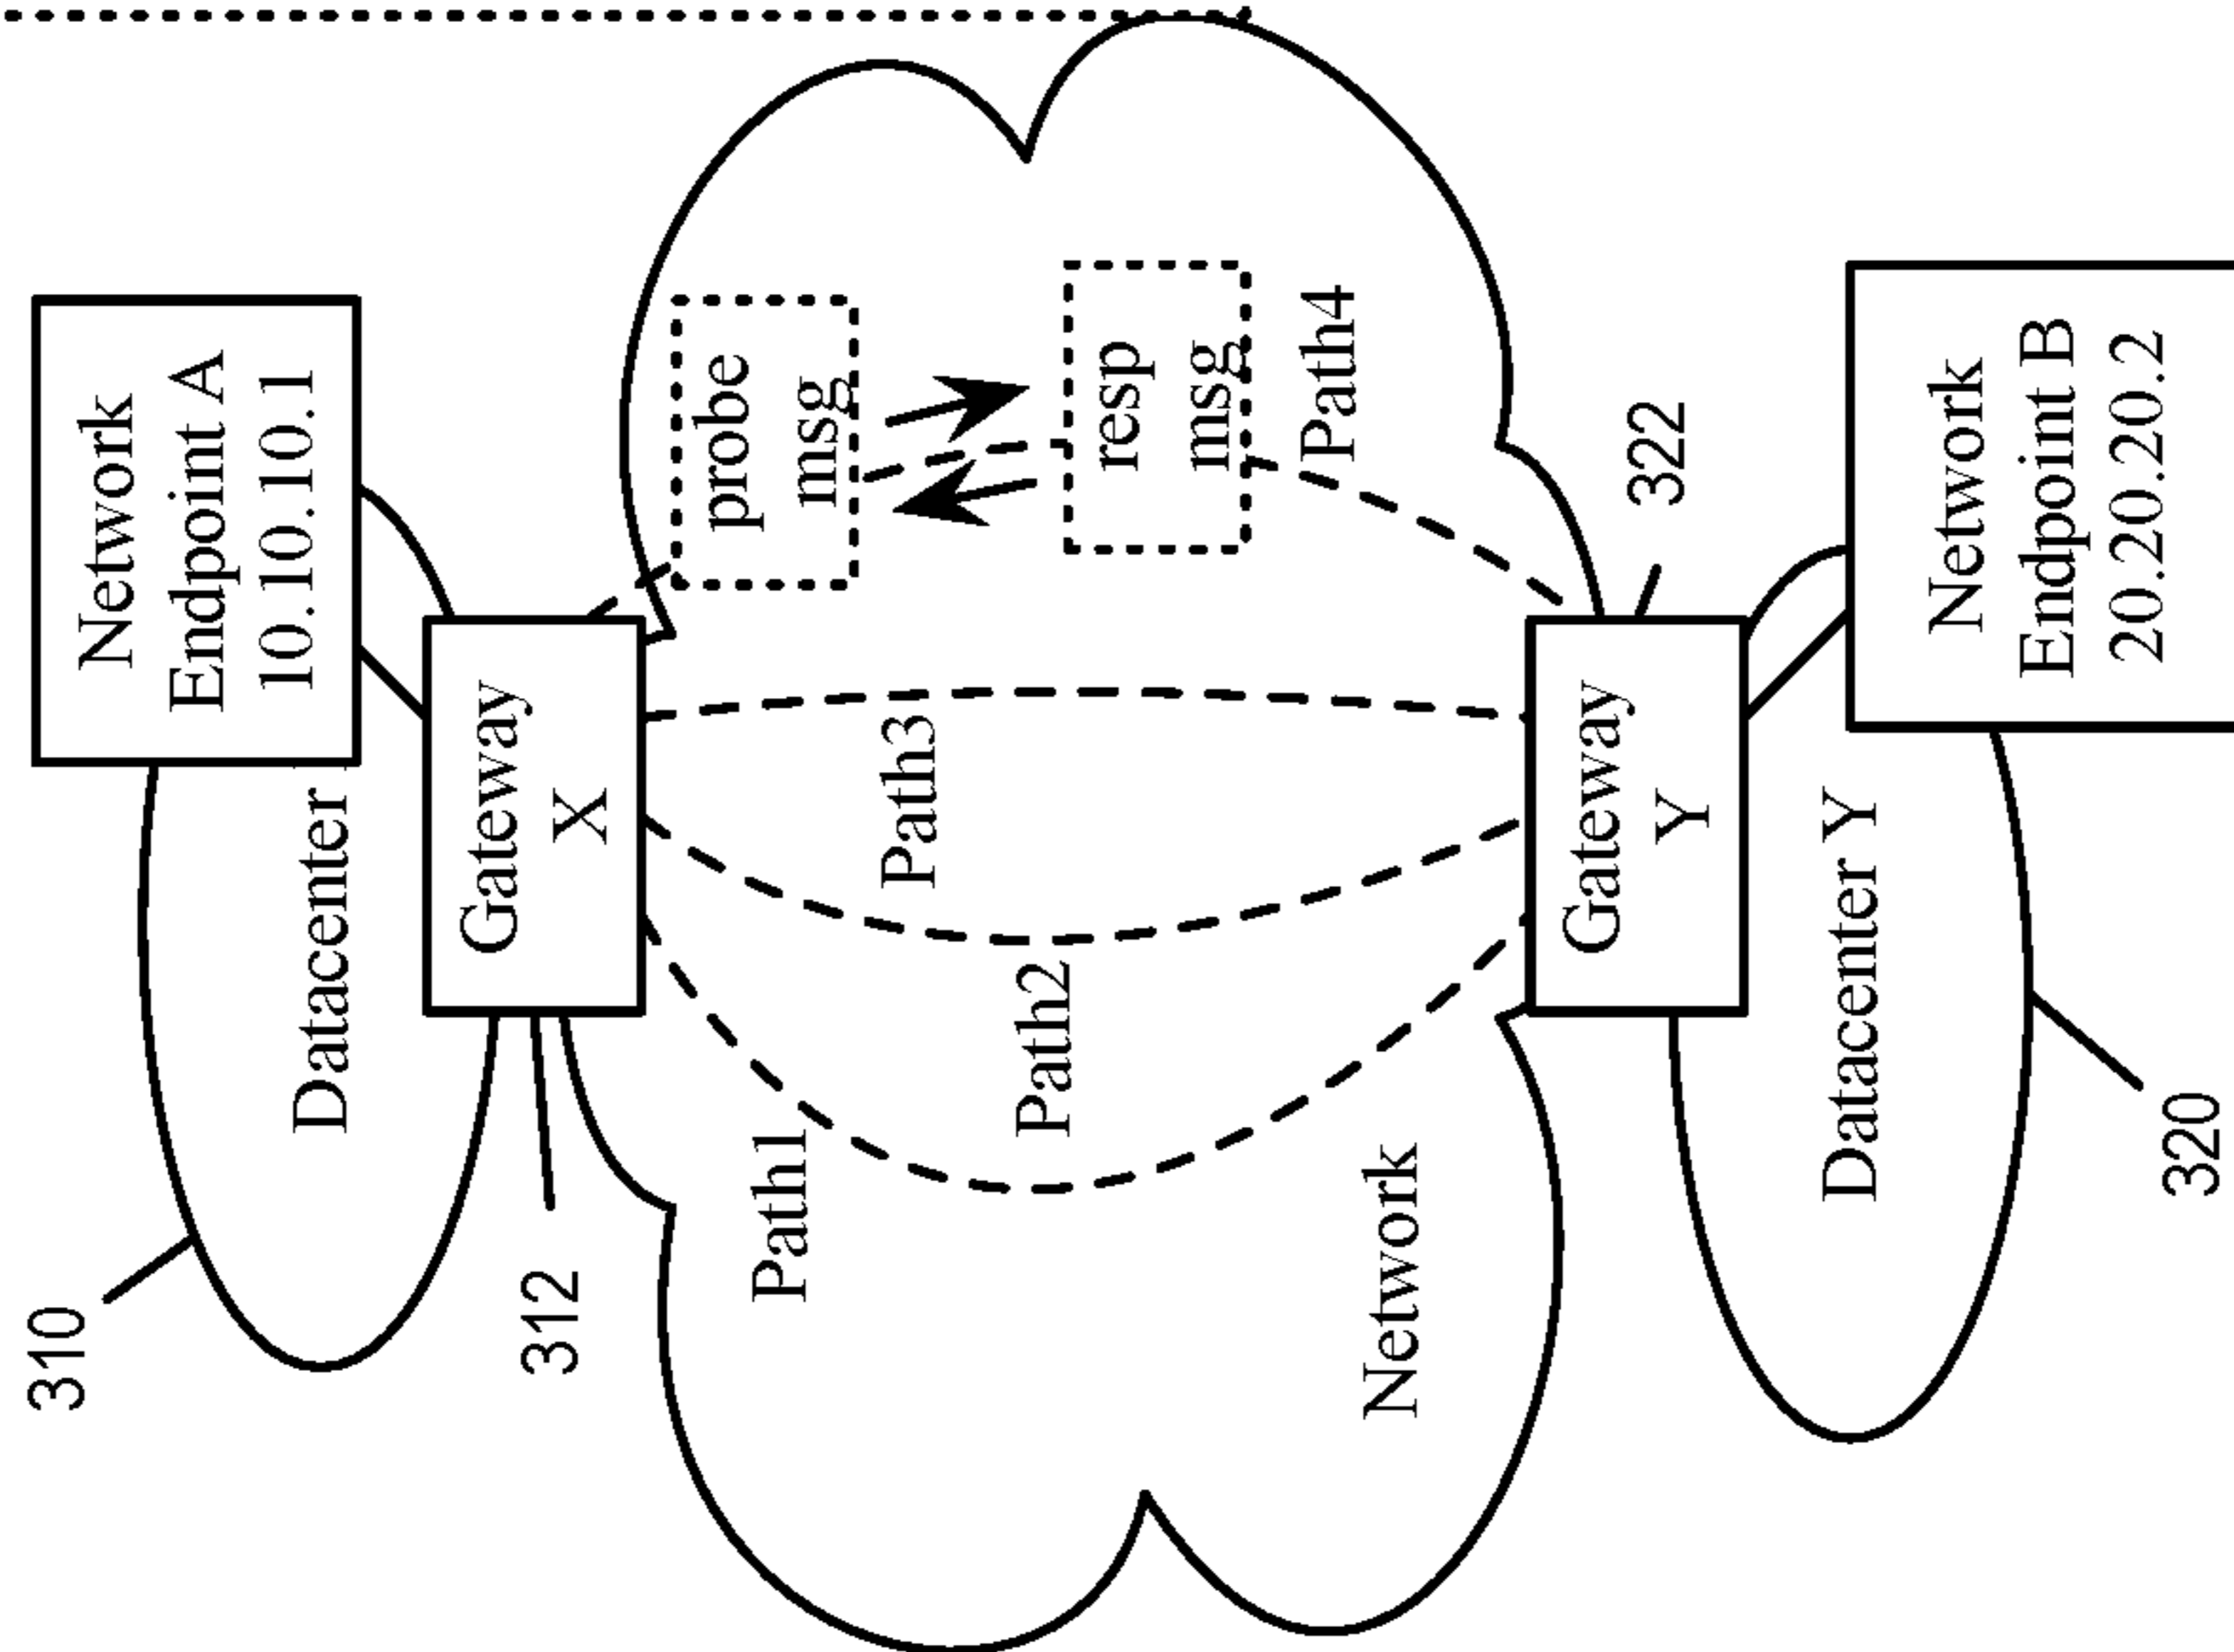 310
Datacenter
Network
Endpoint A
10.10.10.1
312
Gateway
X
Path1
Path2
Path3
probe
msg
resp
msg
Path4
Network
Gateway
Y
322
Datacenter Y
320
Network
Endpoint B
20.20.20.2